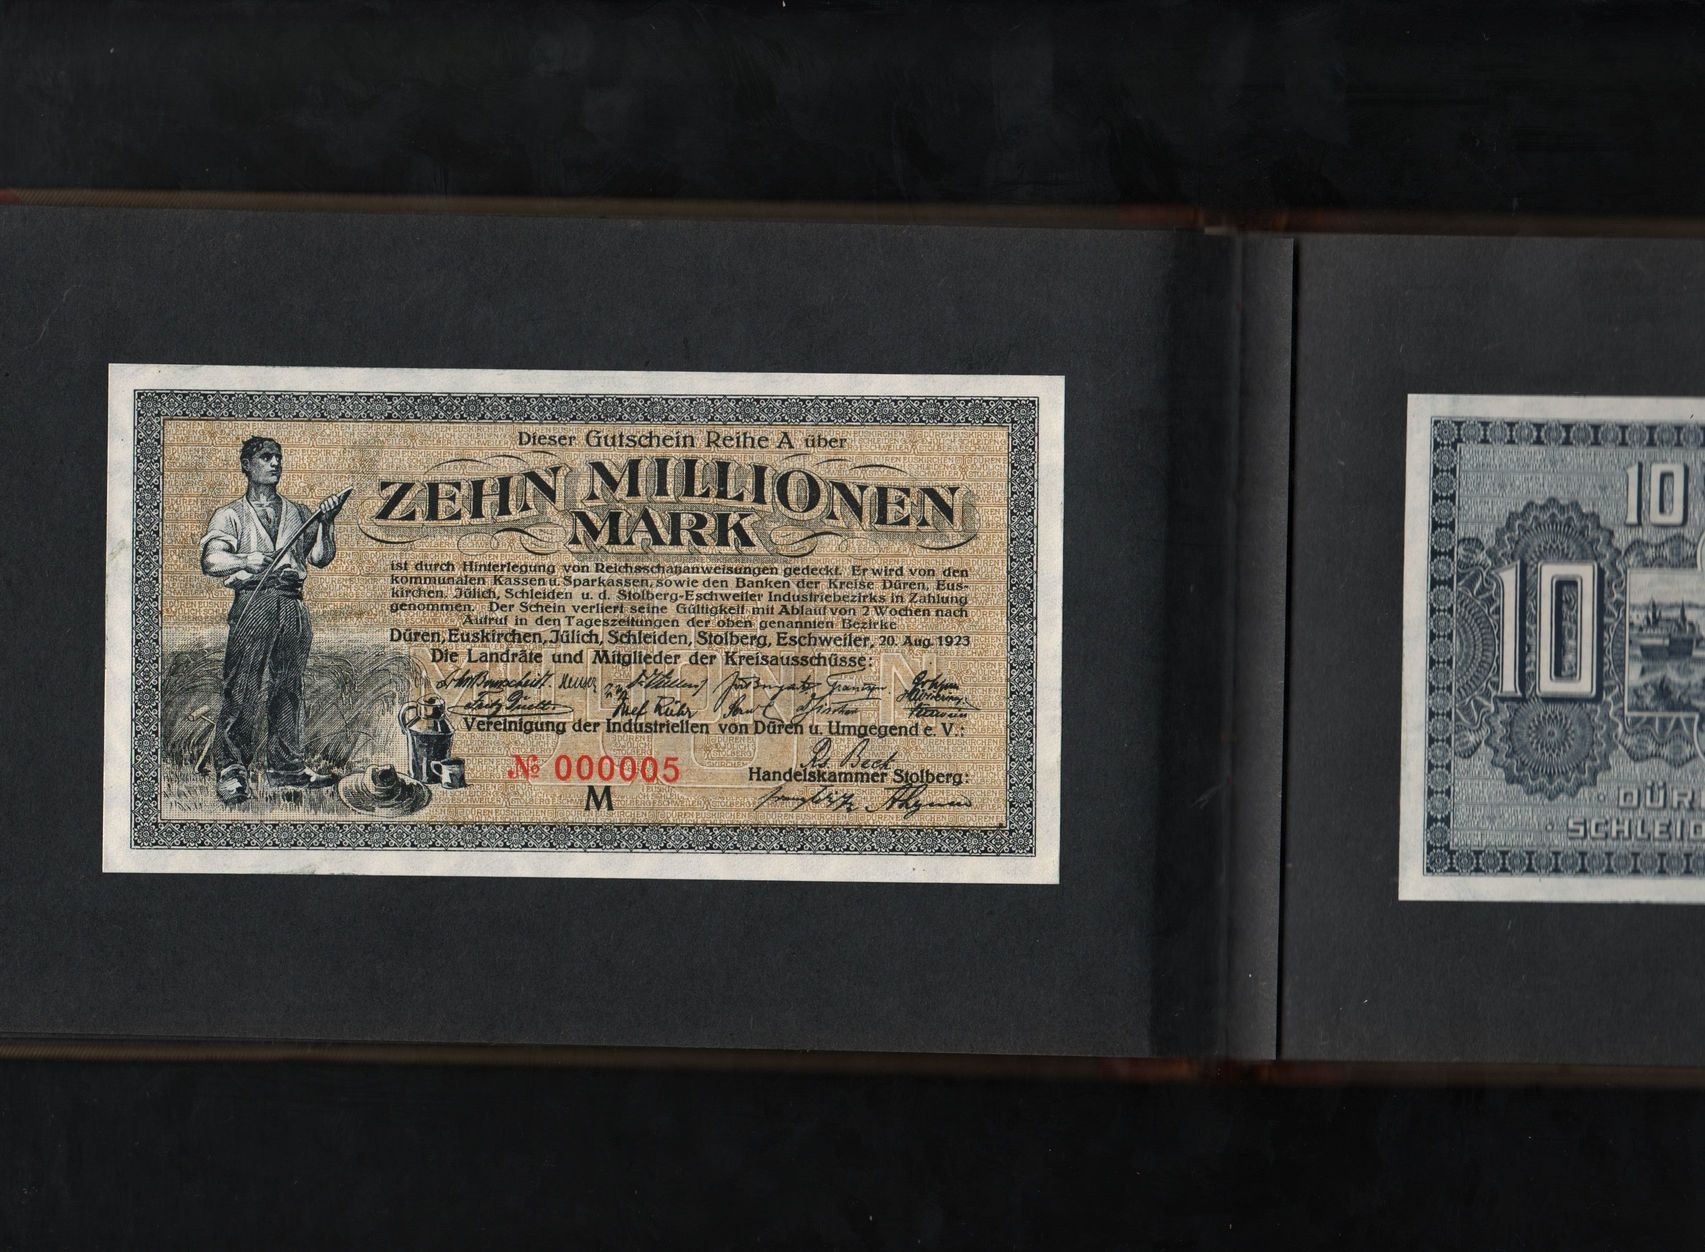 Dieser Gutschein Reihe A über
ZEHN MILLIONEN
MARK
ist durch Hinterlegung von Reichsschatzanweisungen gedeckt. Er wird von den
kommunalen Kassen u. Sparkassen, sowie den Banken der Kreise Düren, Eus-
kirchen, Jülich, Schleiden u. d. Stolberg-Eschweiler Industriebezirks in Zahlung
genommen. Der Schein verliert seine Gültigkeit mit Ablauf von 2 Wochen nach
Aufruf in den Tageszeitungen der oben genannten Bezirke
Düren, Euskirchen, Jülich, Schleiden, Stolberg, Eschweiler, 20. Aug. 1923
Die Landräte und Mitglieder der Kreisausschüsse:
Vereinigung der Industriellen von Düren u. Umgegend e. V.:
№ 000005
M
Handelskammer Stolberg:
10
10
DÜR
SCHLEID